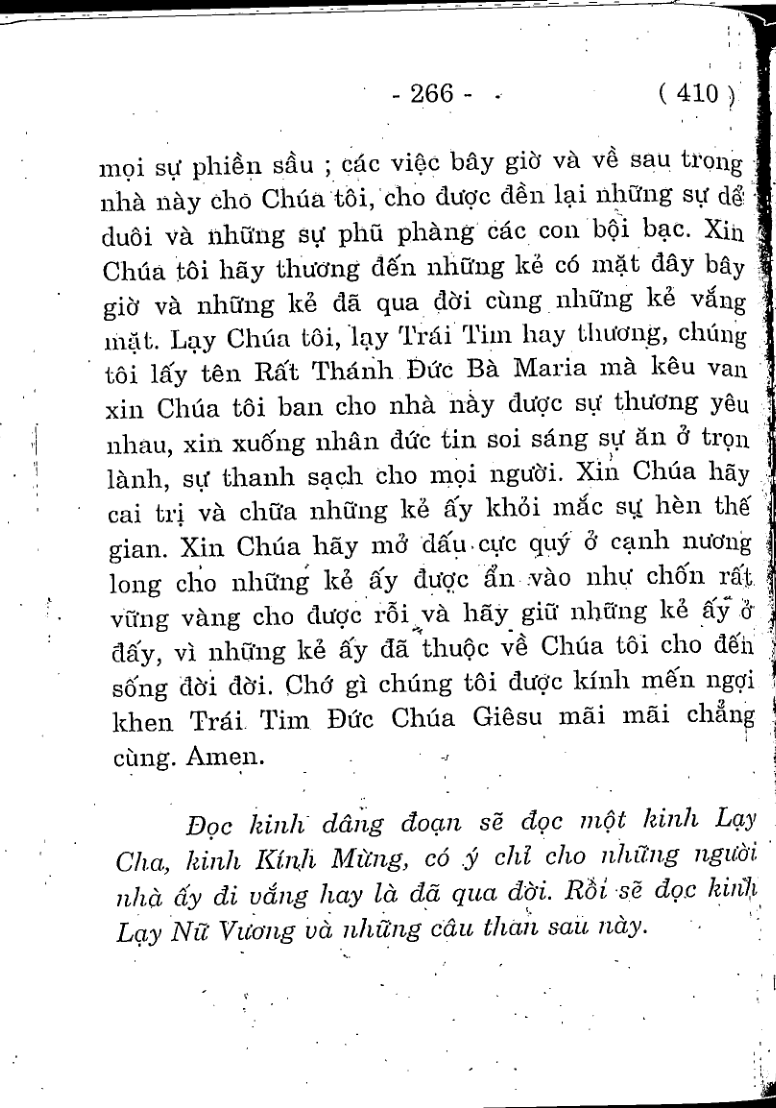 - 266 - (410)
mọi sự phiền sầu ; các việc bây giờ và về sau trong
nhà này cho Chúa tôi, cho được đền lại những sự dể
duôi và những sự phũ phàng các con bội bạc. Xin
Chúa tôi hãy thương đến những kẻ có mặt đây bây
giờ và những kẻ đã qua đời cùng những kẻ vắng
mặt. Lạy Chúa tôi, lạy Trái Tim hay thương, chúng
tôi lấy tên Rất Thánh Đức Bà Maria mà kêu van
xin Chúa tôi ban cho nhà này được sự thương yêu
nhau, xin xuống nhân đức tin soi sáng sự ăn ở trọn
lành, sự thanh sạch cho mọi người. Xin Chúa hãy
cai trị và chữa những kẻ ấy khỏi mắc sự hèn thế
gian. Xin Chúa hãy mở dấu cực quý ở cạnh nương
long cho những kẻ ấy được ẩn vào như chốn rất
vững vàng cho được rỗi và hãy giữ những kẻ ấy ở
đấy, vì những kẻ ấy đã thuộc về Chúa tôi cho đến
sống đời đời. Chớ gì chúng tôi được kính mến ngợi
khen Trái Tim Đức Chúa Giêsu mãi mãi chẳng
cùng. Amen.
Đọc kinh dâng đoạn sẽ đọc một kinh Lạy
Cha, kinh Kính Mừng, có ý chỉ cho những người
nhà ấy đi vắng hay là đã qua đời. Rồi sẽ đọc kinh
Lạy Nữ Vương và những câu than sau này.